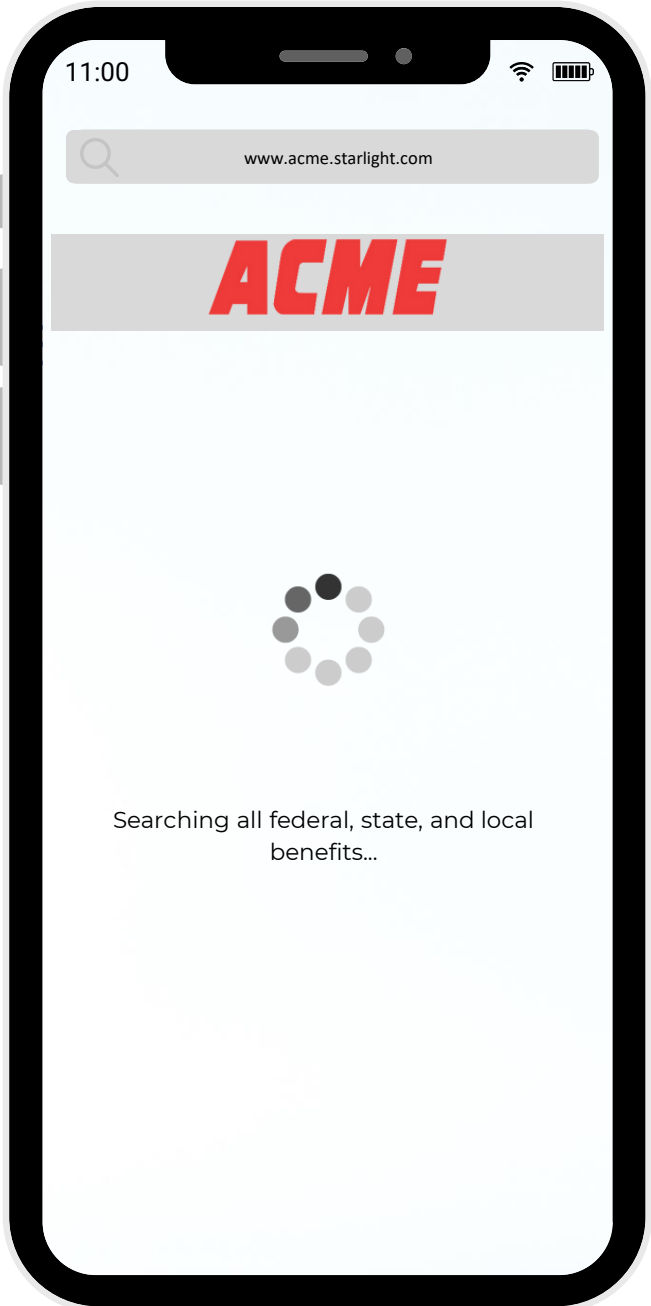 11:00
www.acme.starlight.com
ACME
Searching all federal, state, and local
benefits...